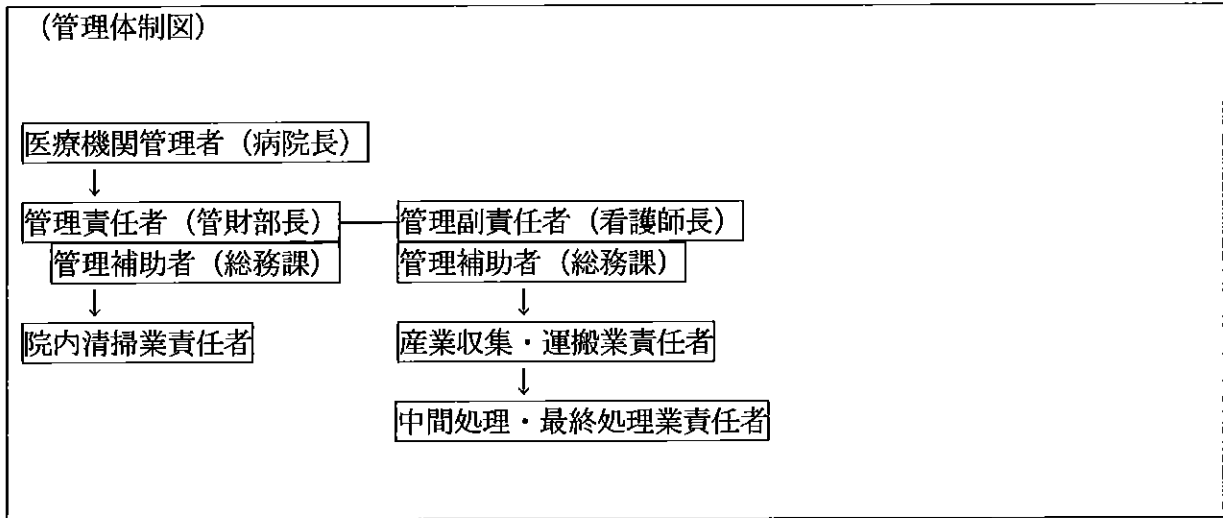 （管理体制図）
医療機関管理者（病院長）
↓
管理責任者（管財部長）―管理副責任者（看護師長）
管理補助者（総務課） 管理補助者（総務課）
↓ ↓
院内清掃業責任者 産業収集・運搬業責任者
↓
中間処理・最終処理業責任者